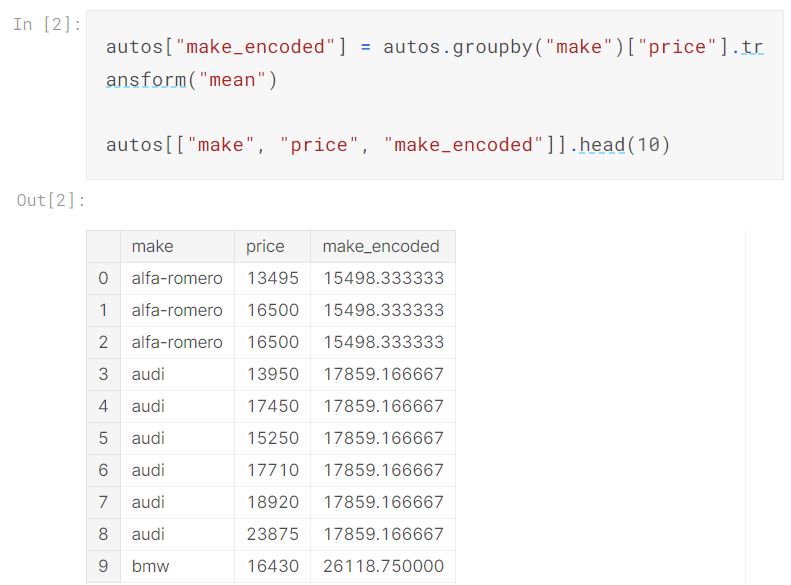 In [2]:
autos["make_encoded"] = autos.groupby("make")["price"].tr
ansform("mean")
autos[["make", "price", "make_encoded"]].head(10)
Out[2]:
make price make_encoded
0 alfa-romero 13495 15498.333333
1 alfa-romero 16500 15498.333333
2 alfa-romero 16500 15498.333333
3 audi 13950 17859.166667
4 audi 17450 17859.166667
5 audi 15250 17859.166667
6 audi 17710 17859.166667
7 audi 18920 17859.166667
8 audi 23875 17859.166667
9 bmw 16430 26118.750000